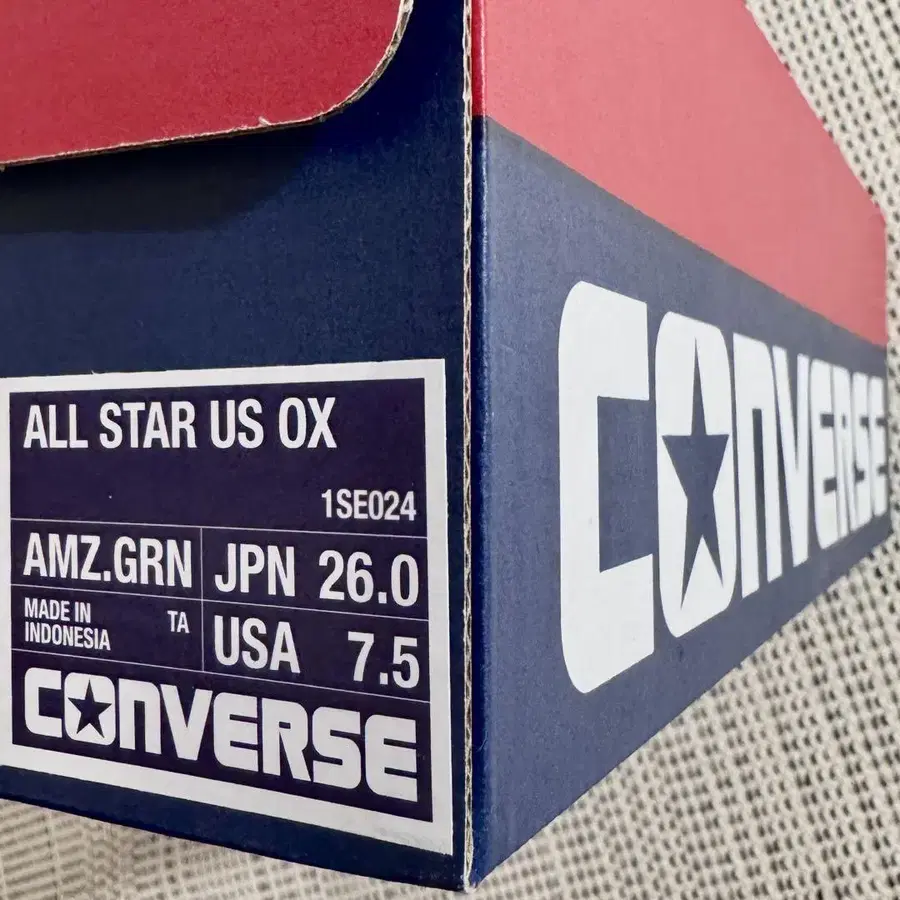 ALL STAR US OX
1SE024
AMZ.GRN JPN 26.0
MADE IN
INDONESIA TA
USA 7.5
CONVERSE
CONVERSE